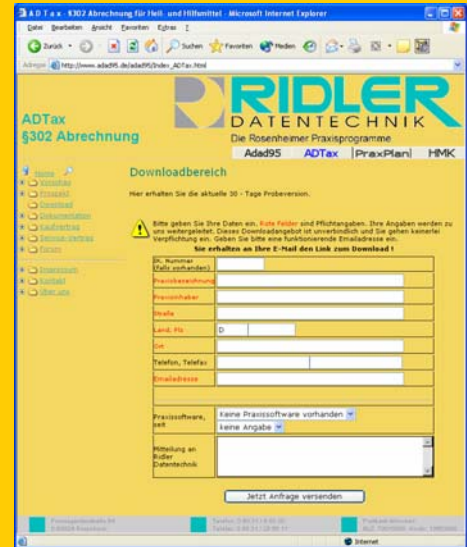 A D T a x - §302 Abrechnung für Heil- und Hilfsmittel - Microsoft Internet Explorer
Datei Bearbeiten Ansicht Favoriten Extras ?
Zurück Suchen Favoriten Medien
Adresse http://www.adad95.de/adad95/Index_ADTax.html
RIDLER
DATENTECHNIK
ADTax
§302 Abrechnung
Die Rosenheimer Praxisprogramme
Adad95 ADTax PraxPlan HMK
Home
Vorschau
Prospekt
Download
Dokumentation
Kaufvertrag
Service-Vertrag
Forum
Impressum
Kontakt
Über uns
Downloadbereich
Hier erhalten Sie die aktuelle 30 - Tage Probeversion.
Bitte geben Sie Ihre Daten ein. Rote Felder sind Pflichtangaben. Ihre Angaben werden zu
uns weitergeleitet. Dieses Downloadangebot ist unverbindlich und Sie gehen keinerlei
Verpflichtung ein. Geben Sie bitte eine funktionierende Emailadresse ein.
Sie erhalten an Ihre E-Mail den Link zum Download !
IK. Nummer
(falls vorhanden)
Praxisbezeichnung
Praxisinhaber
Straße
Land, Plz D
Ort
Telefon, Telefax
Emailadresse
Praxissoftware, Keine Praxissoftware vorhanden
seit keine Angabe
Mitteilung an
Ridler
Datentechnik
Jetzt Anfrage versenden
Internet